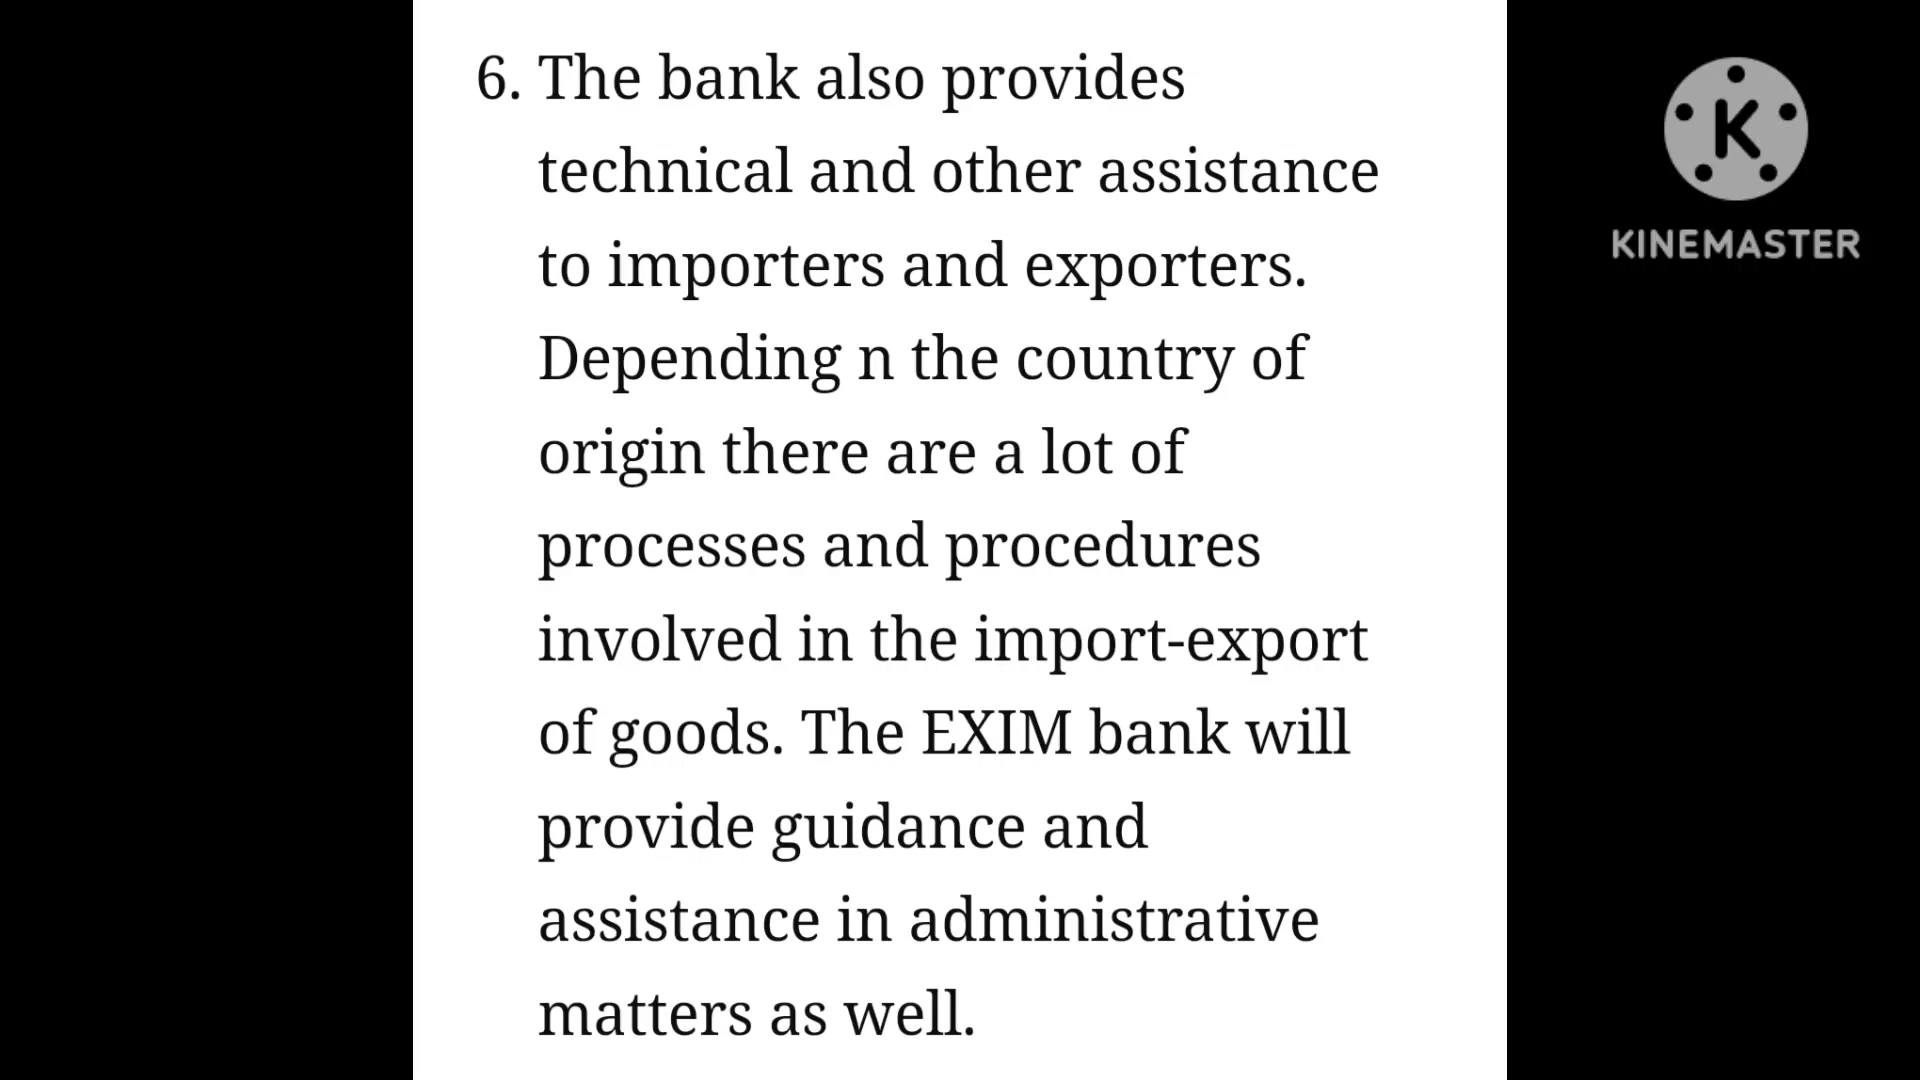 6. The bank also provides
technical and other assistance
to importers and exporters.
Depending n the country of
origin there are a lot of
processes and procedures
involved in the import-export
of goods. The EXIM bank will
provide guidance and
assistance in administrative
matters as well.
K
KINEMASTER